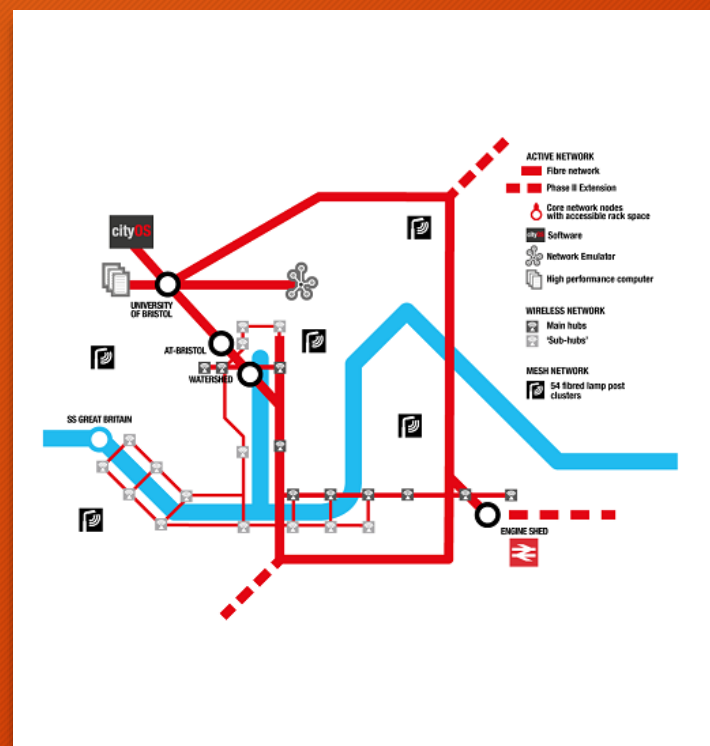 ACTIVE NETWORK
Fibre network
Phase II Extension
Core network nodes
with accessible rack space
cityOS
Software
Network Emulator
High performance computer
WIRELESS NETWORK
Main hubs
'Sub-hubs'
MESH NETWORK
54 fibred lamp post
clusters
cityOS
UNIVERSITY
OF BRISTOL
AT-BRISTOL
WATERSHED
SS GREAT BRITAIN
ENGINE SHED